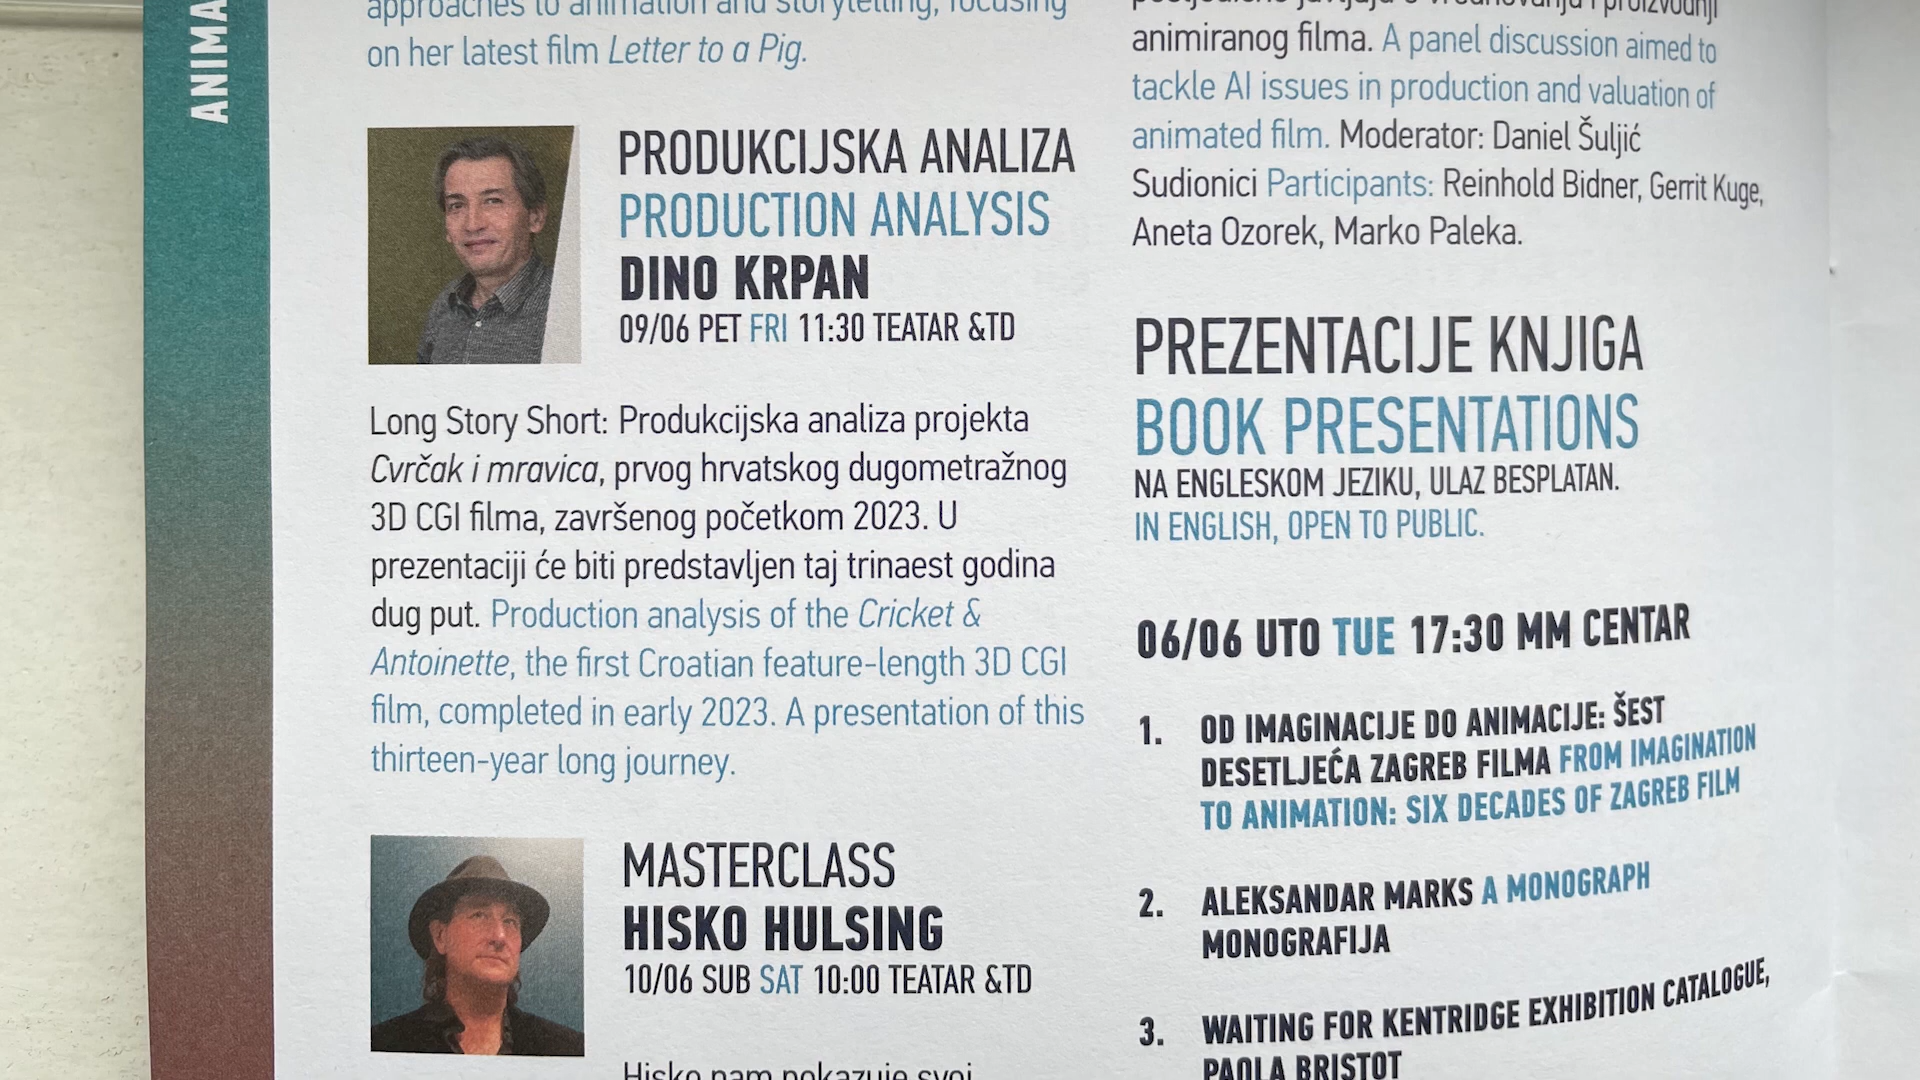 ANIMA
approaches to animation and storytelling, focusing
on her latest film Letter to a Pig.
PRODUKCIJSKA ANALIZA
PRODUCTION ANALYSIS
DINO KRPAN
09/06 PET FRI 11:30 TEATAR &TD
Long Story Short: Produkcijska analiza projekta
Cvrčak i mravica, prvog hrvatskog dugometražnog
3D CGI filma, završenog početkom 2023. U
prezentaciji će biti predstavljen taj trinaest godina
dug put. Production analysis of the Cricket &
Antoinette, the first Croatian feature-length 3D CGI
film, completed in early 2023. A presentation of this
thirteen-year long journey.
MASTERCLASS
HISKO HULSING
10/06 SUB SAT 10:00 TEATAR &TD
Hisko nam pokazuje svoj
i proizvodnji
animiranog filma. A panel discussion aimed to
tackle AI issues in production and valuation of
animated film. Moderator: Daniel Šuljić
Sudionici Participants: Reinhold Bidner, Gerrit Kuge,
Aneta Ozorek, Marko Paleka.
PREZENTACIJE KNJIGA
BOOK PRESENTATIONS
NA ENGLESKOM JEZIKU, ULAZ BESPLATAN.
IN ENGLISH, OPEN TO PUBLIC.
06/06 UTO TUE 17:30 MM CENTAR
1. OD IMAGINACIJE DO ANIMACIJE: ŠEST
DESETLJEĆA ZAGREB FILMA FROM IMAGINATION
TO ANIMATION: SIX DECADES OF ZAGREB FILM
2. ALEKSANDAR MARKS A MONOGRAPH
MONOGRAFIJA
3. WAITING FOR KENTRIDGE EXHIBITION CATALOGUE,
PAOLA BRISTOT